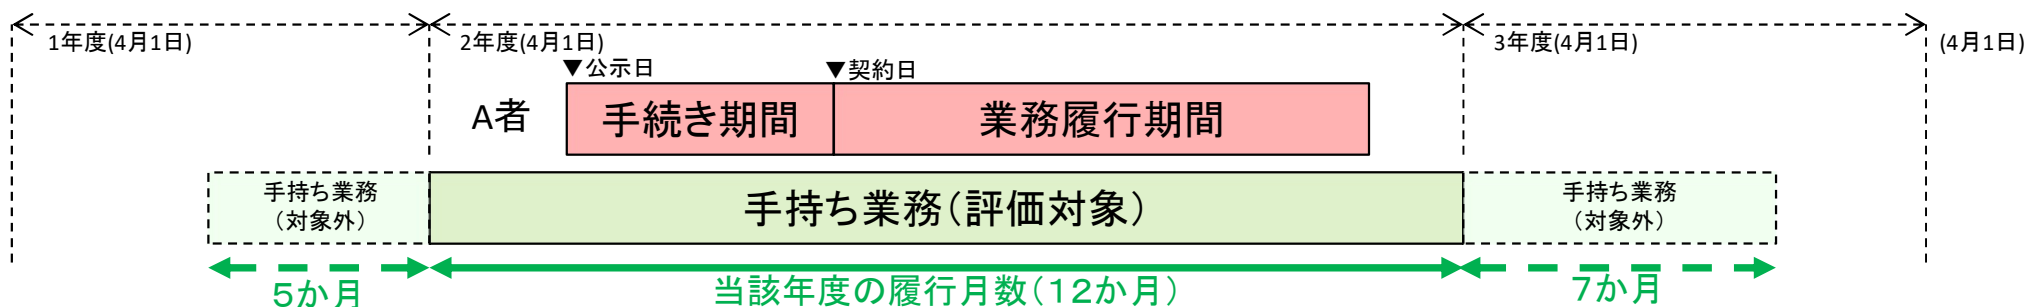 1年度(4月1日)
2年度(4月1日)
3年度(4月1日)
(4月1日)
▼公示日
▼契約日
A者
手続き期間
業務履行期間
手持ち業務
（対象外）
手持ち業務（評価対象）
手持ち業務
（対象外）
５か月
当該年度の履行月数（１２か月）
７か月